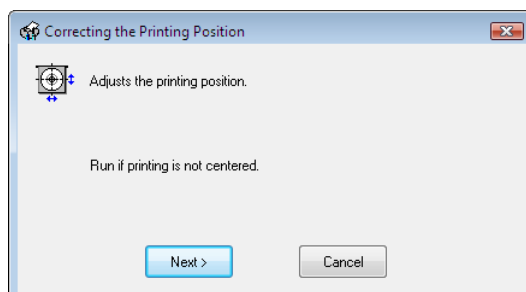 Correcting the Printing Position
Adjusts the printing position.
Run if printing is not centered.
Next >
Cancel